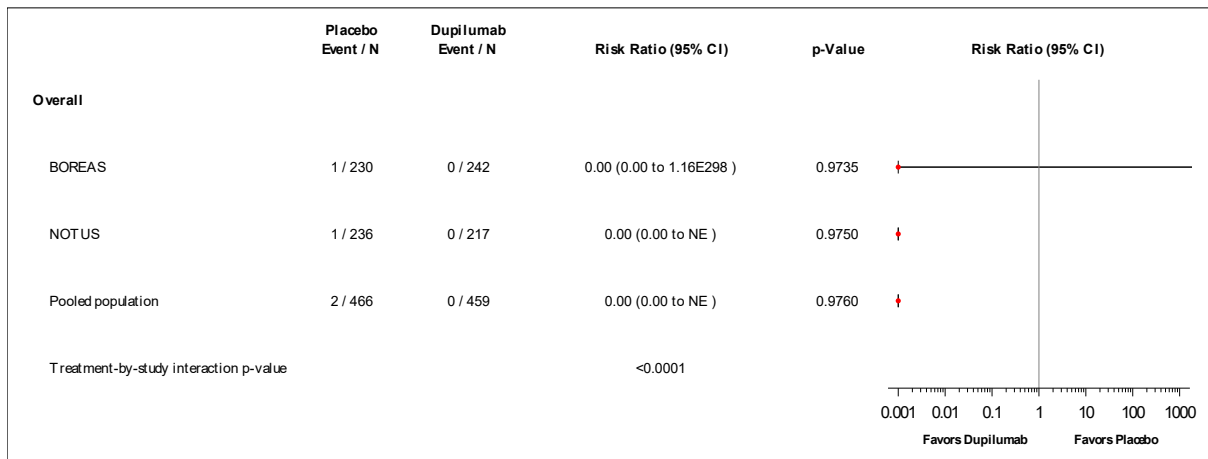 Placebo Dupilumab
Event / N Event / N Risk Ratio (95% CI) p-Value Risk Ratio (95% CI)
Overall
BOREAS 1 / 230 0 / 242 0.00 (0.00 to 1.16E298 ) 0.9735
NOTUS 1 / 236 0 / 217 0.00 (0.00 to NE ) 0.9750
Pooled population 2 / 466 0 / 459 0.00 (0.00 to NE ) 0.9760
Treatment-by-study interaction p-value <0.0001
0.001 0.01 0.1 1 10 100 1000
Favors Dupilumab Favors Placebo